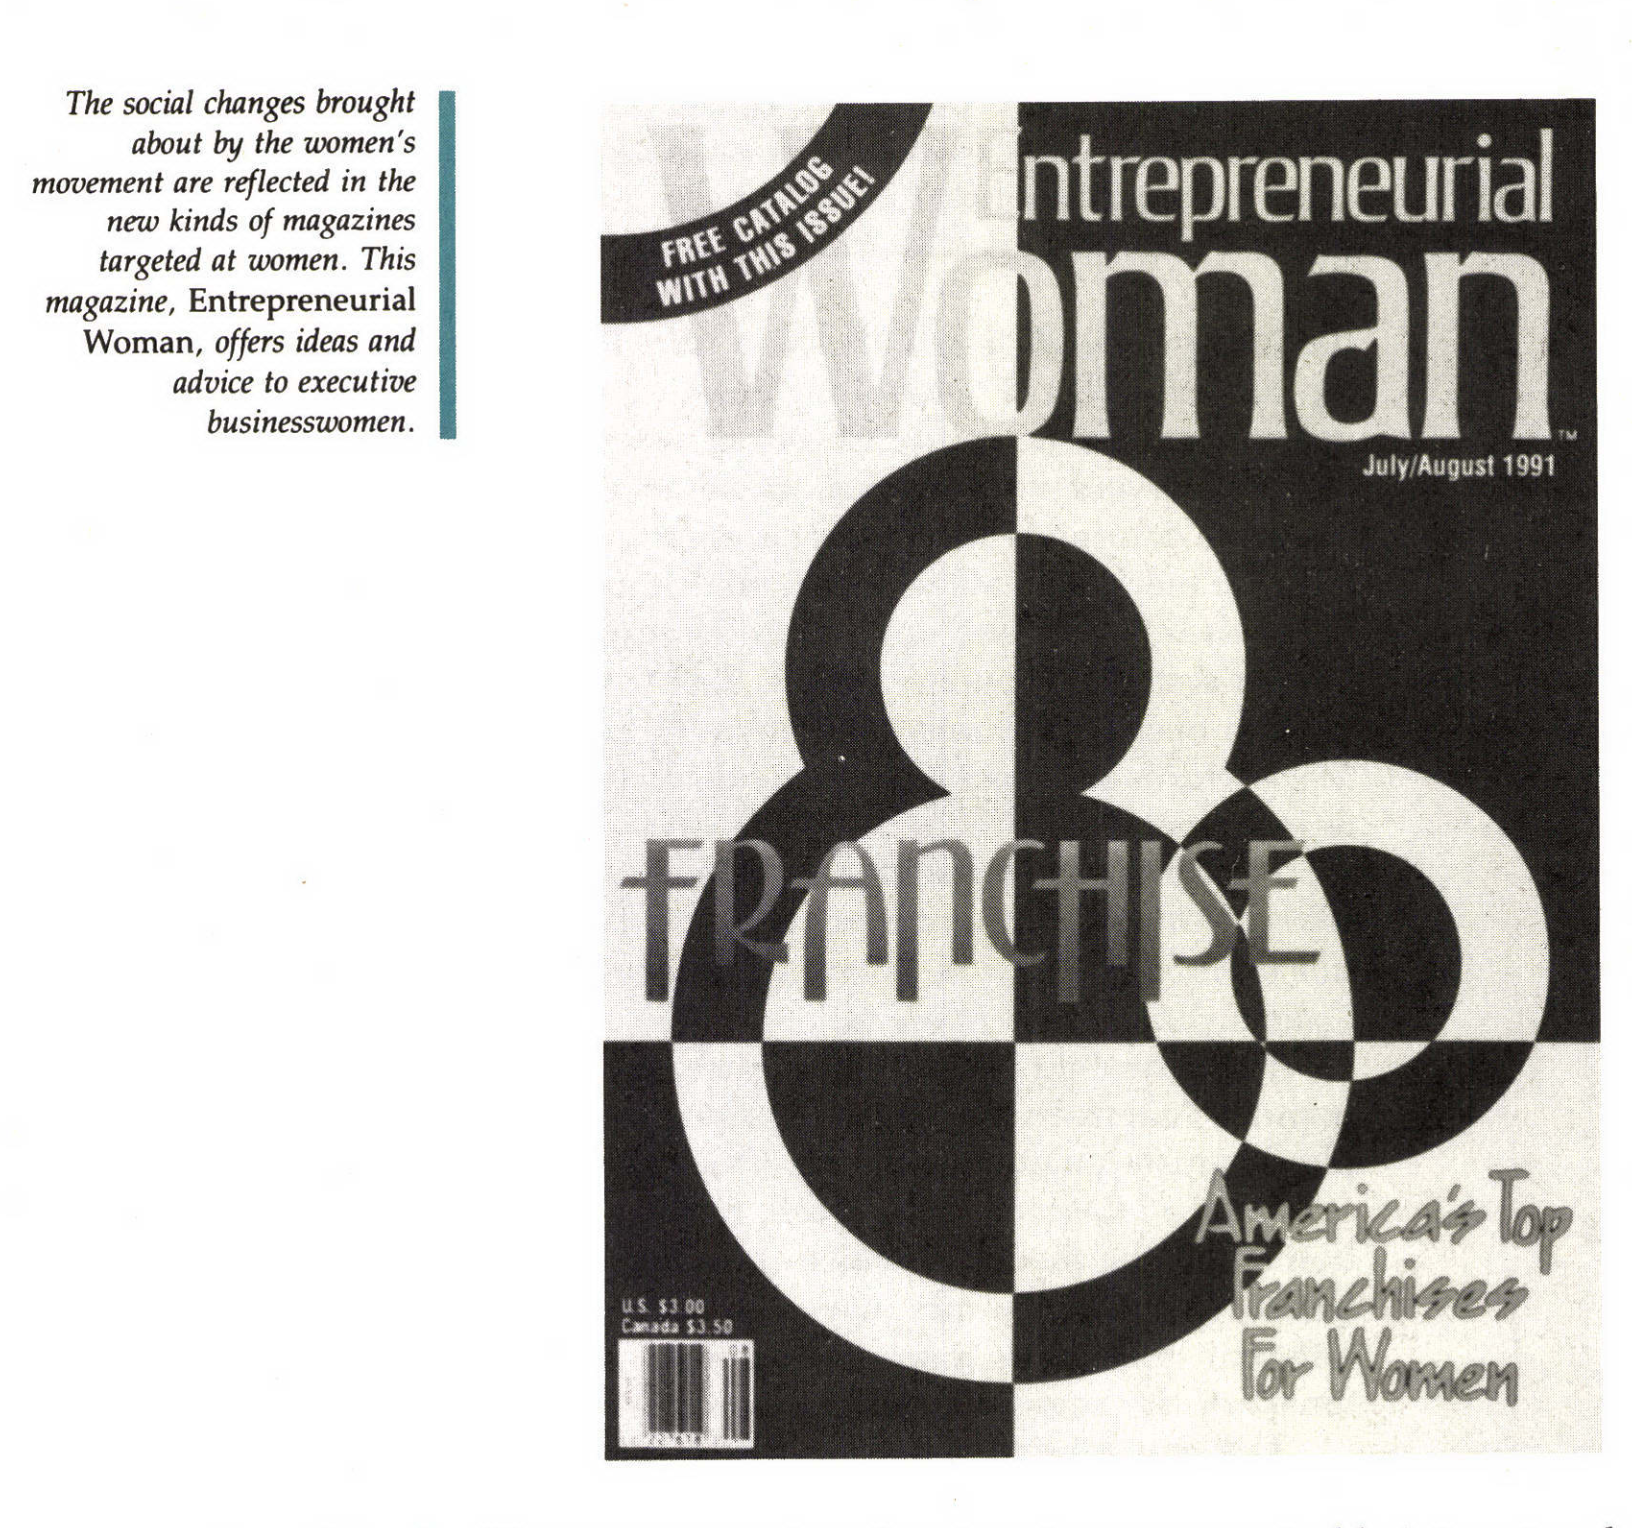 The social changes brought
about by the women's
movement are reflected in the
new kinds of magazines
targeted at women. This
magazine, Entrepreneurial
Woman, offers ideas and
advice to executive
businesswomen.
FREE CATALOG
WITH THIS ISSUE!
Entrepreneurial
Woman™
July/August 1991
FRANCHISE
America's Top
Franchises
For Women
U.S. $3.00
Canada $3.50